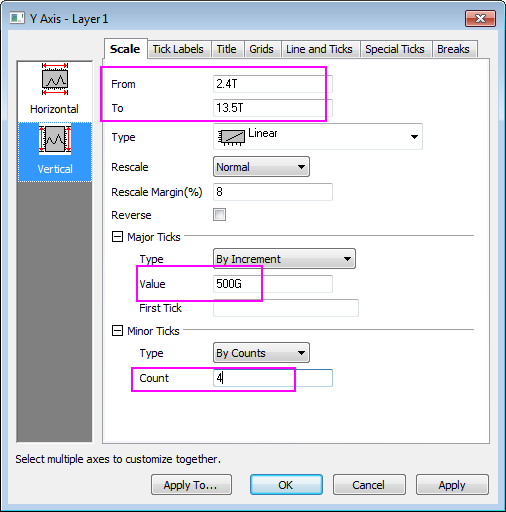 Y Axis - Layer1
Scale Tick Labels Title Grids Line and Ticks Special Ticks Breaks
Horizontal
Vertical
From 2.4T
To 13.5T
Type Linear
Rescale Normal
Rescale Margin(%) 8
Reverse
Major Ticks
Type By Increment
Value 500G
First Tick
Minor Ticks
Type By Counts
Count 4
Select multiple axes to customize together.
Apply To... OK Cancel Apply